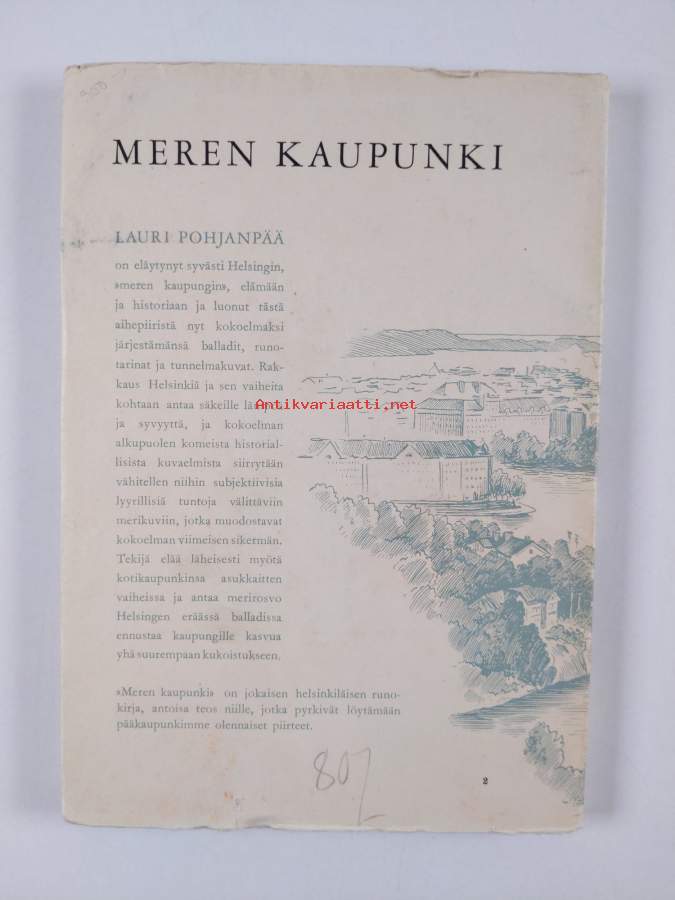 300
MEREN KAUPUNKI
LAURI POHJANPÄÄ
on eläytynyt syvästi Helsingin,
»meren kaupungin», elämään
ja historiaan ja luonut tästä
aihepiiristä nyt kokoelmaksi
järjestämänsä balladit, runo-
tarinat ja tunnelmakuvat. Rak-
kaus Helsinkiä ja sen vaiheita
kohtaan antaa säkeille
Antikvariaatti.net
ja syvyyttä, ja kokoelman
alkupuolen komeista historial-
lisista kuvaelmista siirrytään
vähitellen niihin subjektiivisia
lyyrillisiä tuntoja välittäviin
merikuviin, jotka muodostavat
kokoelman viimeisen sikermän.
Tekijä elää läheisesti myötä
kotikaupunkinsa asukkaitten
vaiheissa ja antaa merirosvo
Helsingen eräässä balladissa
ennustaa kaupungille kasvua
yhä suurempaan kukoistukseen.
»Meren kaupunki» on jokaisen helsinkiläisen runo-
kirja, antoisa teos niille, jotka pyrkivät löytämään
pääkaupunkimme olennaiset piirteet.
2